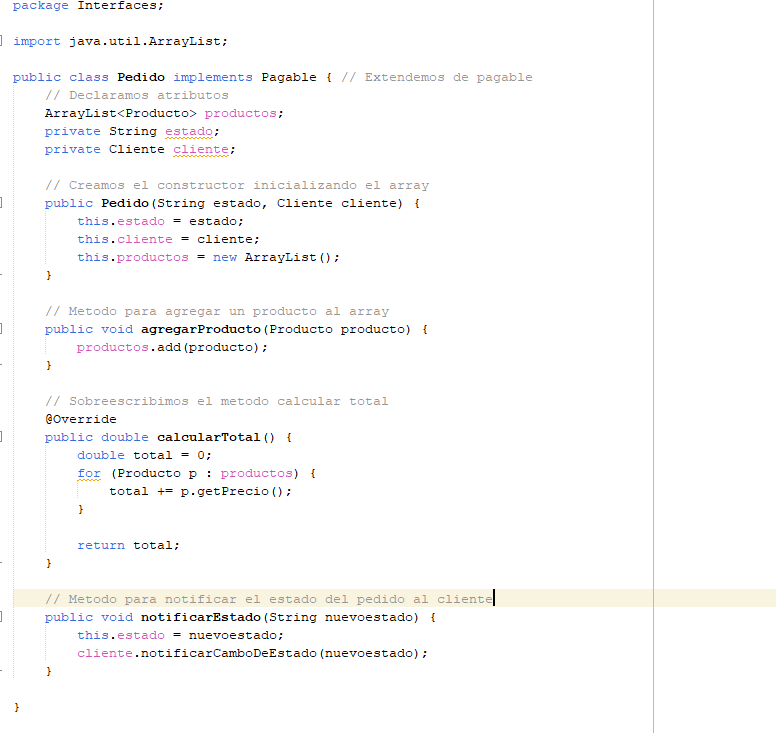 package Interfaces;
import java.util.ArrayList;
public class Pedido implements Pagable { // Extendemos de pagable
// Declaramos atributos
ArrayList<Producto> productos;
private String estado;
private Cliente cliente;
// Creamos el constructor inicializando el array
public Pedido(String estado, Cliente cliente) {
this.estado = estado;
this.cliente = cliente;
this.productos = new ArrayList();
}
// Metodo para agregar un producto al array
public void agregarProducto(Producto producto) {
productos.add(producto);
}
// Sobreescribimos el metodo calcular total
@Override
public double calcularTotal() {
double total = 0;
for (Producto p : productos) {
total += p.getPrecio();
}
return total;
}
// Metodo para notificar el estado del pedido al cliente
public void notificarEstado(String nuevoestado) {
this.estado = nuevoestado;
cliente.notificarCamboDeEstado(nuevoestado);
}
}